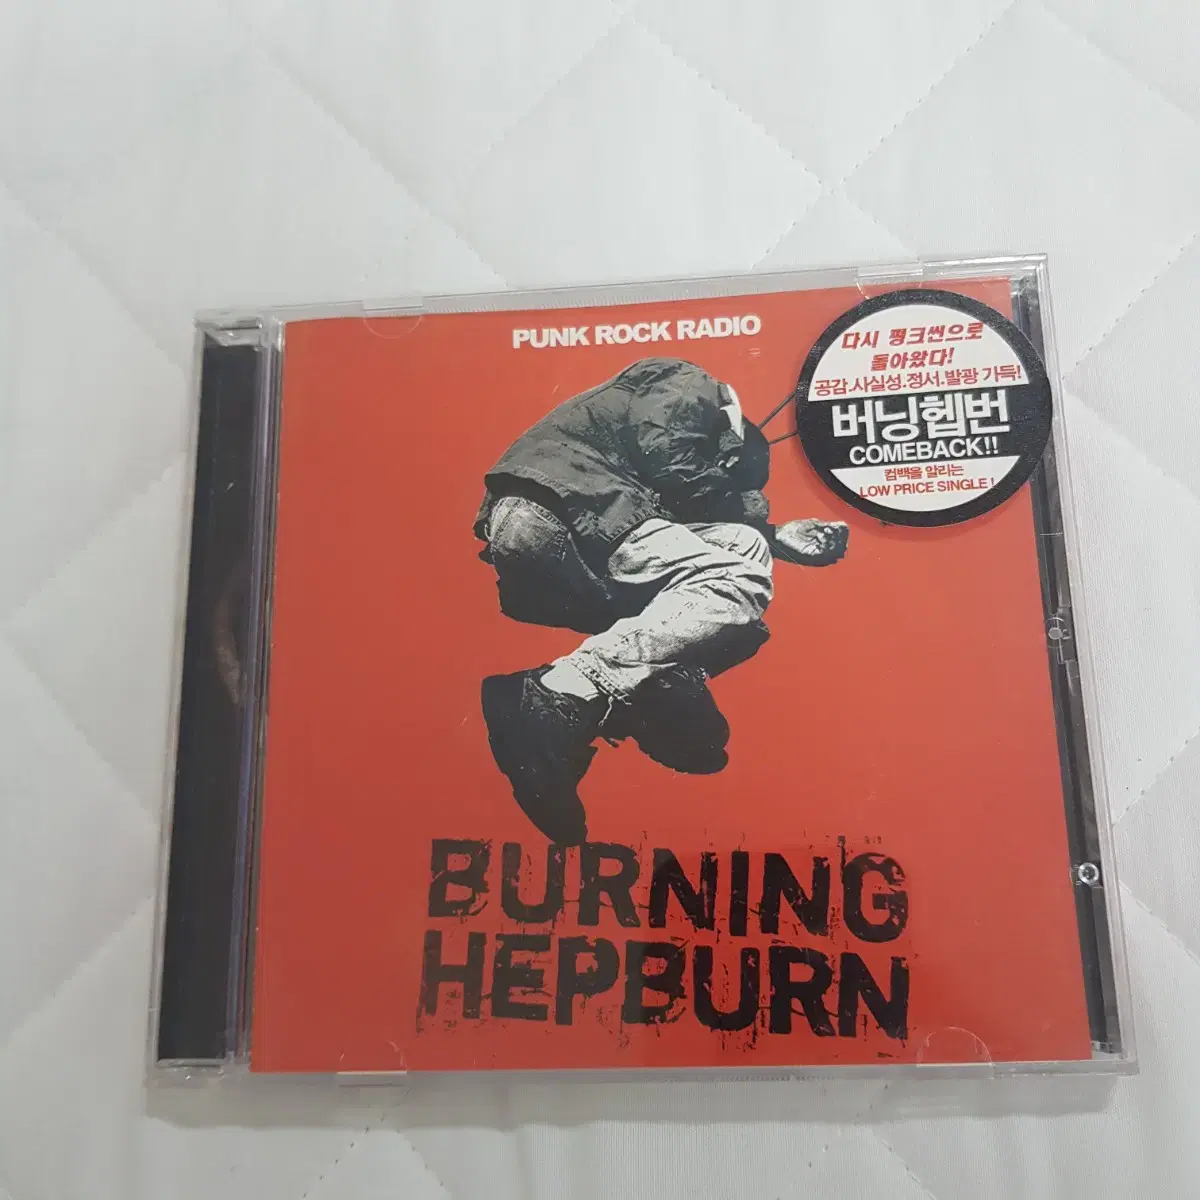 PUNK ROCK RADIO
다시 펑크씬으로
돌아왔다!
공감.사실성.정서.발광 가득!
버닝헵번
COMEBACK!!
컴백을 알리는
LOW PRICE SINGLE!
BURNING
HEPBURN